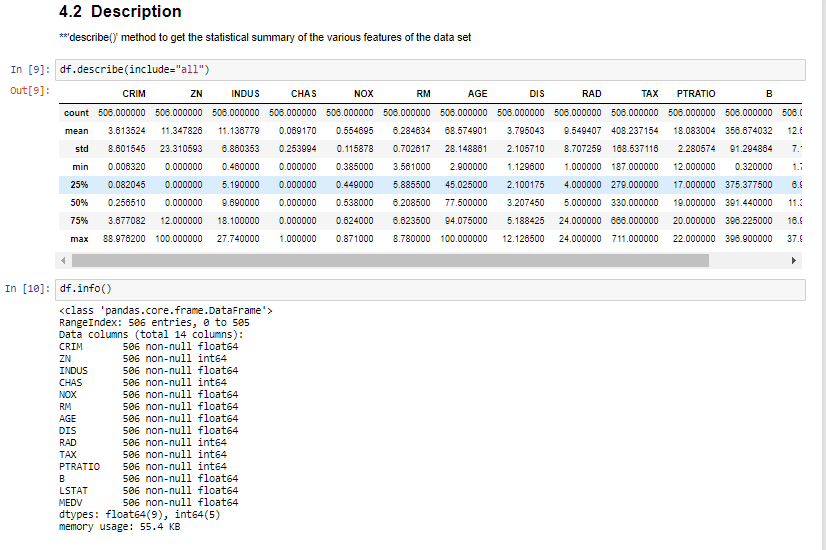 4.2 Description
**'describe()' method to get the statistical summary of the various features of the data set
In [9]: df.describe(include="all")
Out[9]:
CRIM ZN INDUS CHAS NOX RM AGE DIS RAD TAX PTRATIO B
count 506.000000 506.000000 506.000000 506.000000 506.000000 506.000000 506.000000 506.000000 506.000000 506.000000 506.000000 506.000000 506.0
mean 3.613524 11.347826 11.136779 0.069170 0.554695 6.284634 68.574901 3.795043 9.549407 408.237154 18.083004 356.674032 12.6
std 8.601545 23.310593 6.860353 0.253994 0.115878 0.702617 28.148861 2.105710 8.707259 168.537116 2.280574 91.294864 7.1
min 0.006320 0.000000 0.460000 0.000000 0.385000 3.561000 2.900000 1.129600 1.000000 187.000000 12.000000 0.320000 1.7
25% 0.082045 0.000000 5.190000 0.000000 0.449000 5.885500 45.025000 2.100175 4.000000 279.000000 17.000000 375.377500 6.9
50% 0.256510 0.000000 9.690000 0.000000 0.538000 6.208500 77.500000 3.207450 5.000000 330.000000 19.000000 391.440000 11.3
75% 3.677082 12.000000 18.100000 0.000000 0.624000 6.623500 94.075000 5.188425 24.000000 666.000000 20.000000 396.225000 16.9
max 88.976200 100.000000 27.740000 1.000000 0.871000 8.780000 100.000000 12.126500 24.000000 711.000000 22.000000 396.900000 37.9
In [10]: df.info()
<class 'pandas.core.frame.DataFrame'>
RangeIndex: 506 entries, 0 to 505
Data columns (total 14 columns):
CRIM 506 non-null float64
ZN 506 non-null int64
INDUS 506 non-null float64
CHAS 506 non-null int64
NOX 506 non-null float64
RM 506 non-null float64
AGE 506 non-null float64
DIS 506 non-null float64
RAD 506 non-null int64
TAX 506 non-null int64
PTRATIO 506 non-null int64
B 506 non-null float64
LSTAT 506 non-null float64
MEDV 506 non-null float64
dtypes: float64(9), int64(5)
memory usage: 55.4 KB